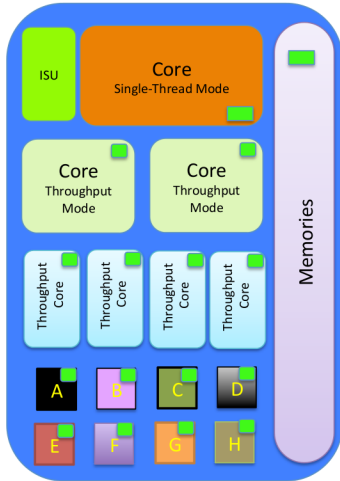 ISU
Core
Single-Thread Mode
Core
Throughput
Mode
Core
Throughput
Mode
Throughput
Core
Throughput
Core
Throughput
Core
Throughput
Core
Memories
A
B
C
D
E
F
G
H